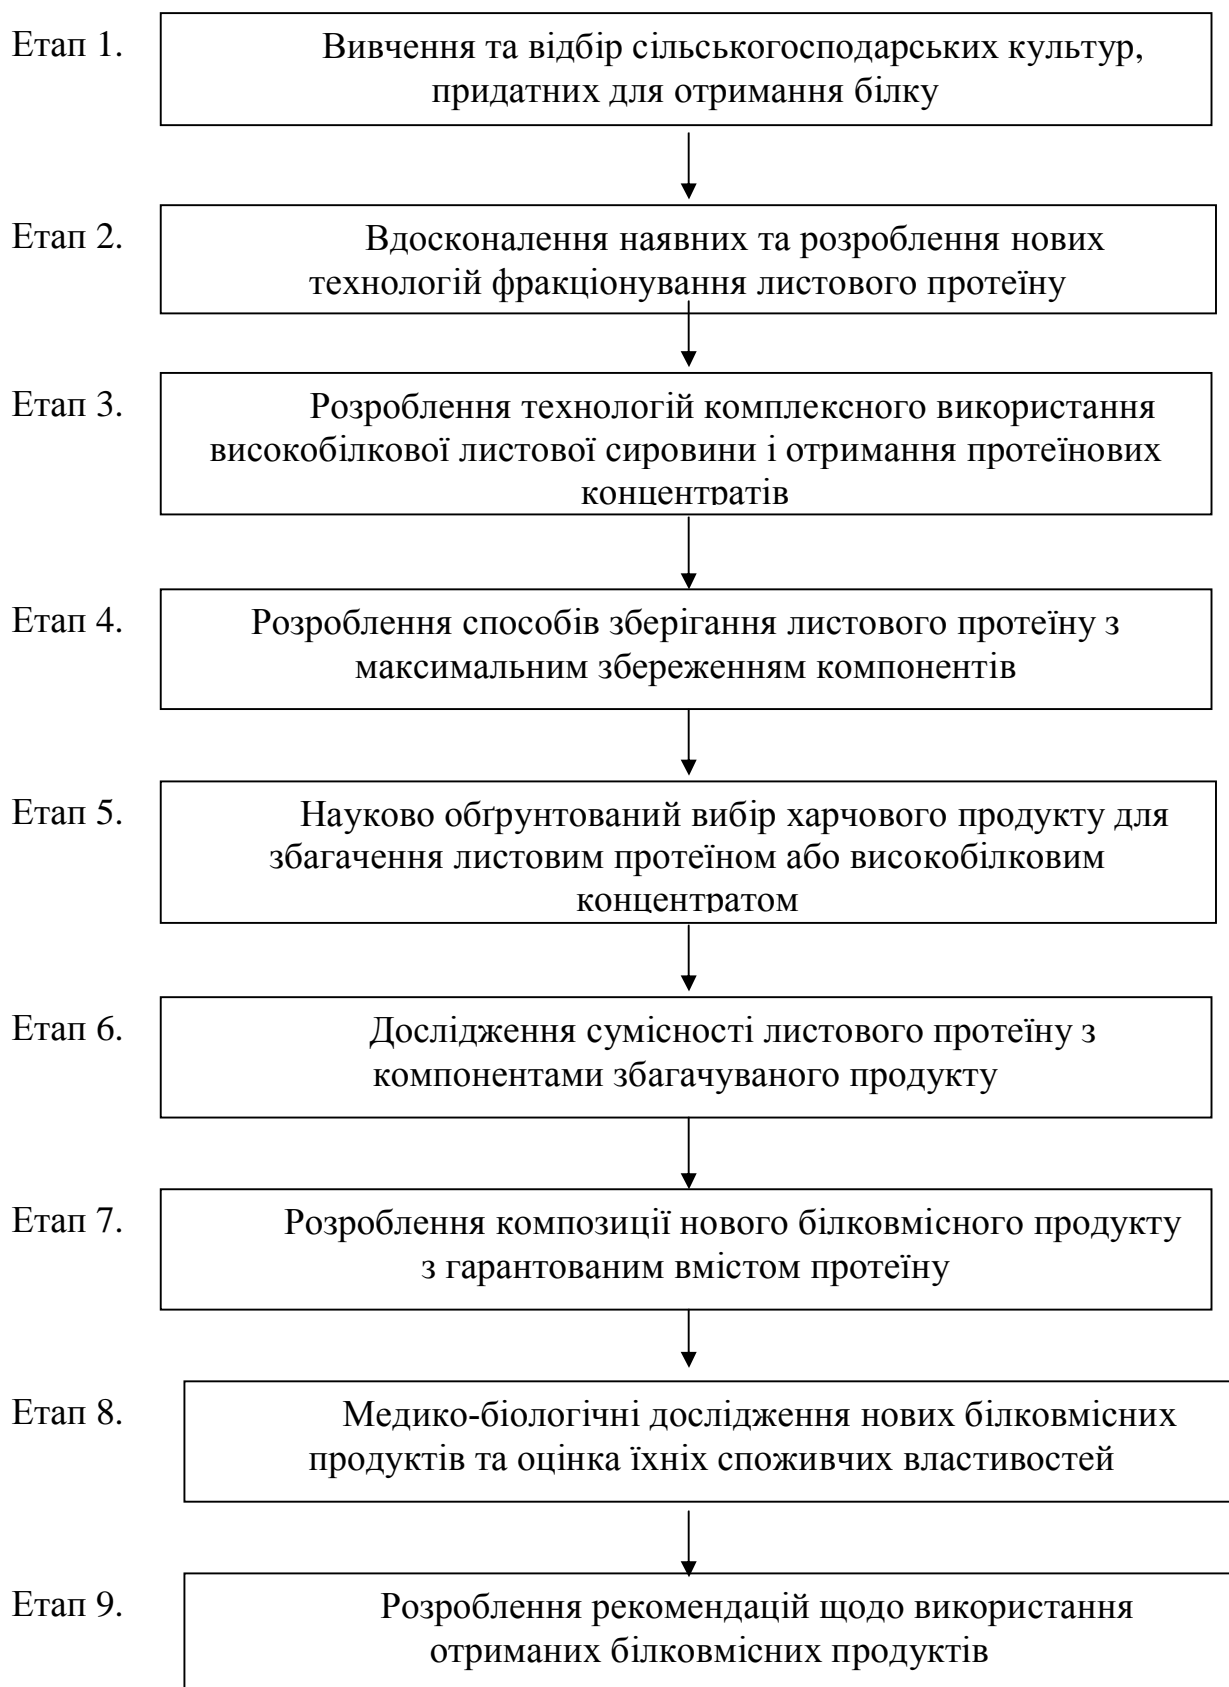 Етап 1.
Вивчення та відбір сільськогосподарських культур,
придатних для отримання білку
Етап 2.
Вдосконалення наявних та розроблення нових
технологій фракціонування листового протеїну
Етап 3.
Розроблення технологій комплексного використання
високобілкової листової сировини і отримання протеїнових
концентратів
Етап 4.
Розроблення способів зберігання листового протеїну з
максимальним збереженням компонентів
Етап 5.
Науково обґрунтований вибір харчового продукту для
збагачення листовим протеїном або високобілковим
концентратом
Етап 6.
Дослідження сумісності листового протеїну з
компонентами збагачуваного продукту
Етап 7.
Розроблення композиції нового білковмісного продукту
з гарантованим вмістом протеїну
Етап 8.
Медико-біологічні дослідження нових білковмісних
продуктів та оцінка їхніх споживчих властивостей
Етап 9.
Розроблення рекомендацій щодо використання
отриманих білковмісних продуктів